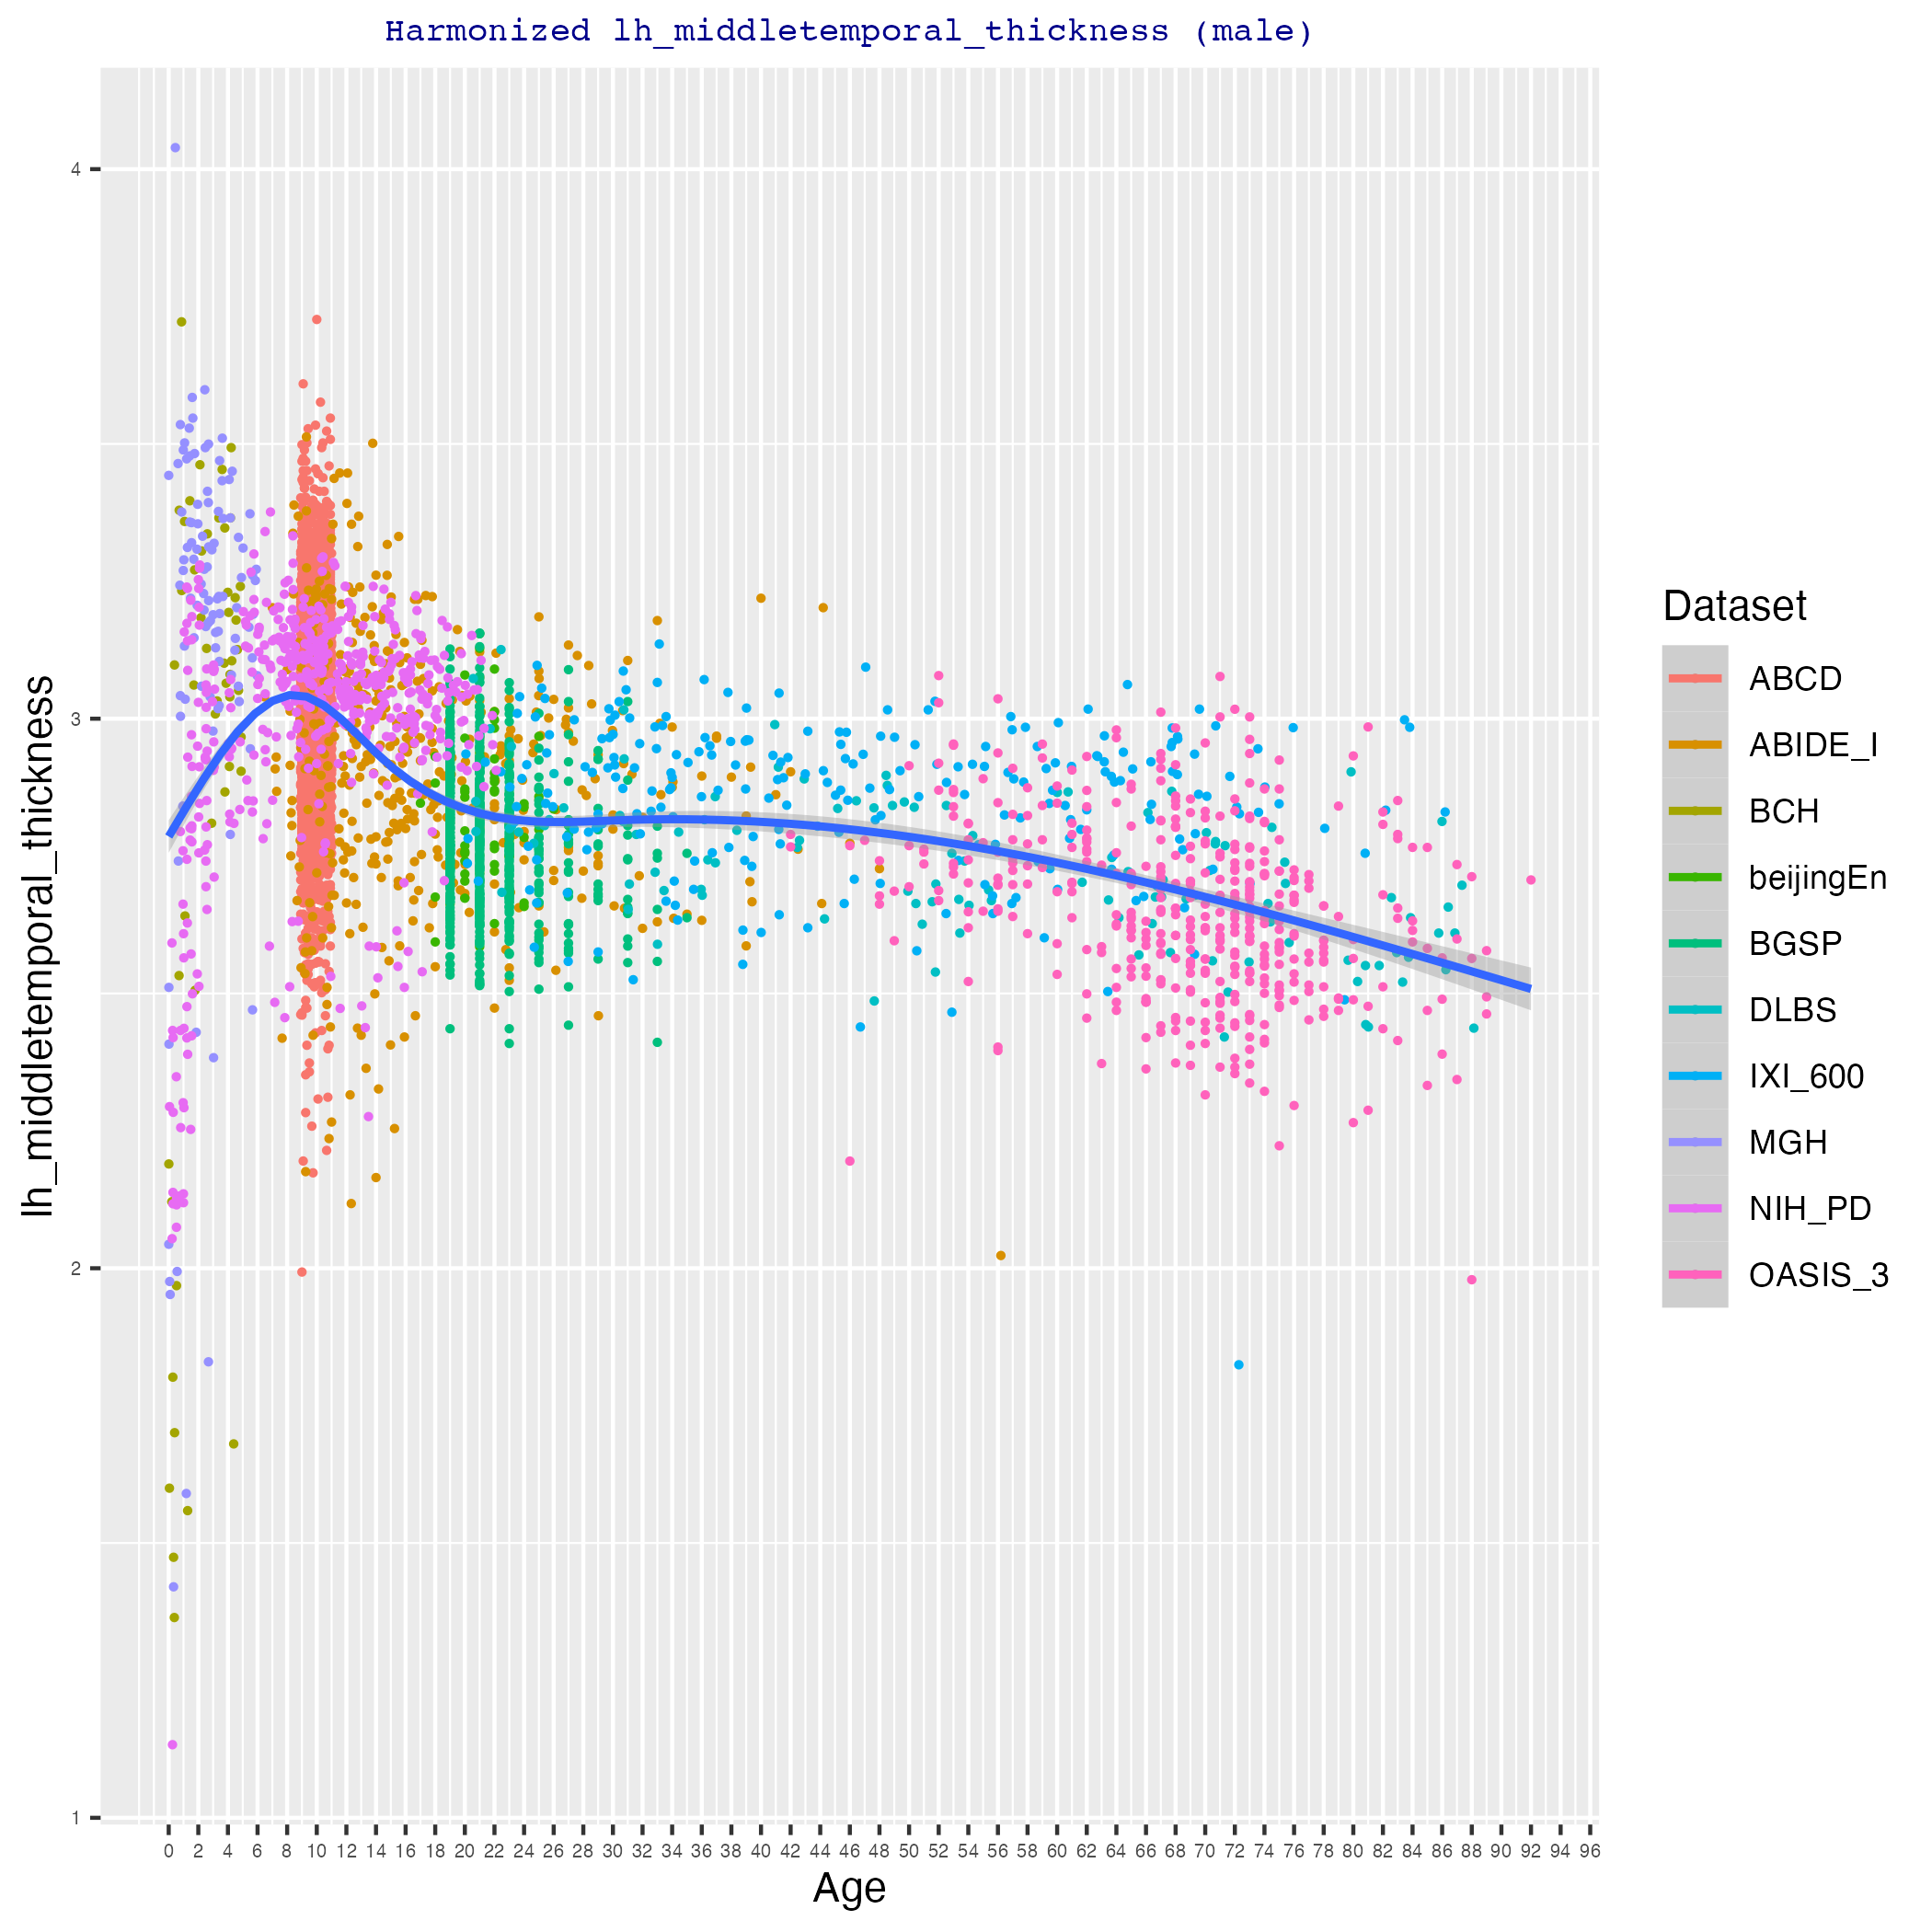 Harmonized lh_middletemporal_thickness (male)
lh_middletemporal_thickness
4
3
2
1
0 2 4 6 8 10 12 14 16 18 20 22 24 26 28 30 32 34 36 38 40 42 44 46 48 50 52 54 56 58 60 62 64 66 68 70 72 74 76 78 80 82 84 86 88 90 92 94 96
Age
Dataset
ABCD
ABIDE_I
BCH
beijingEn
BGSP
DLBS
IXI_600
MGH
NIH_PD
OASIS_3